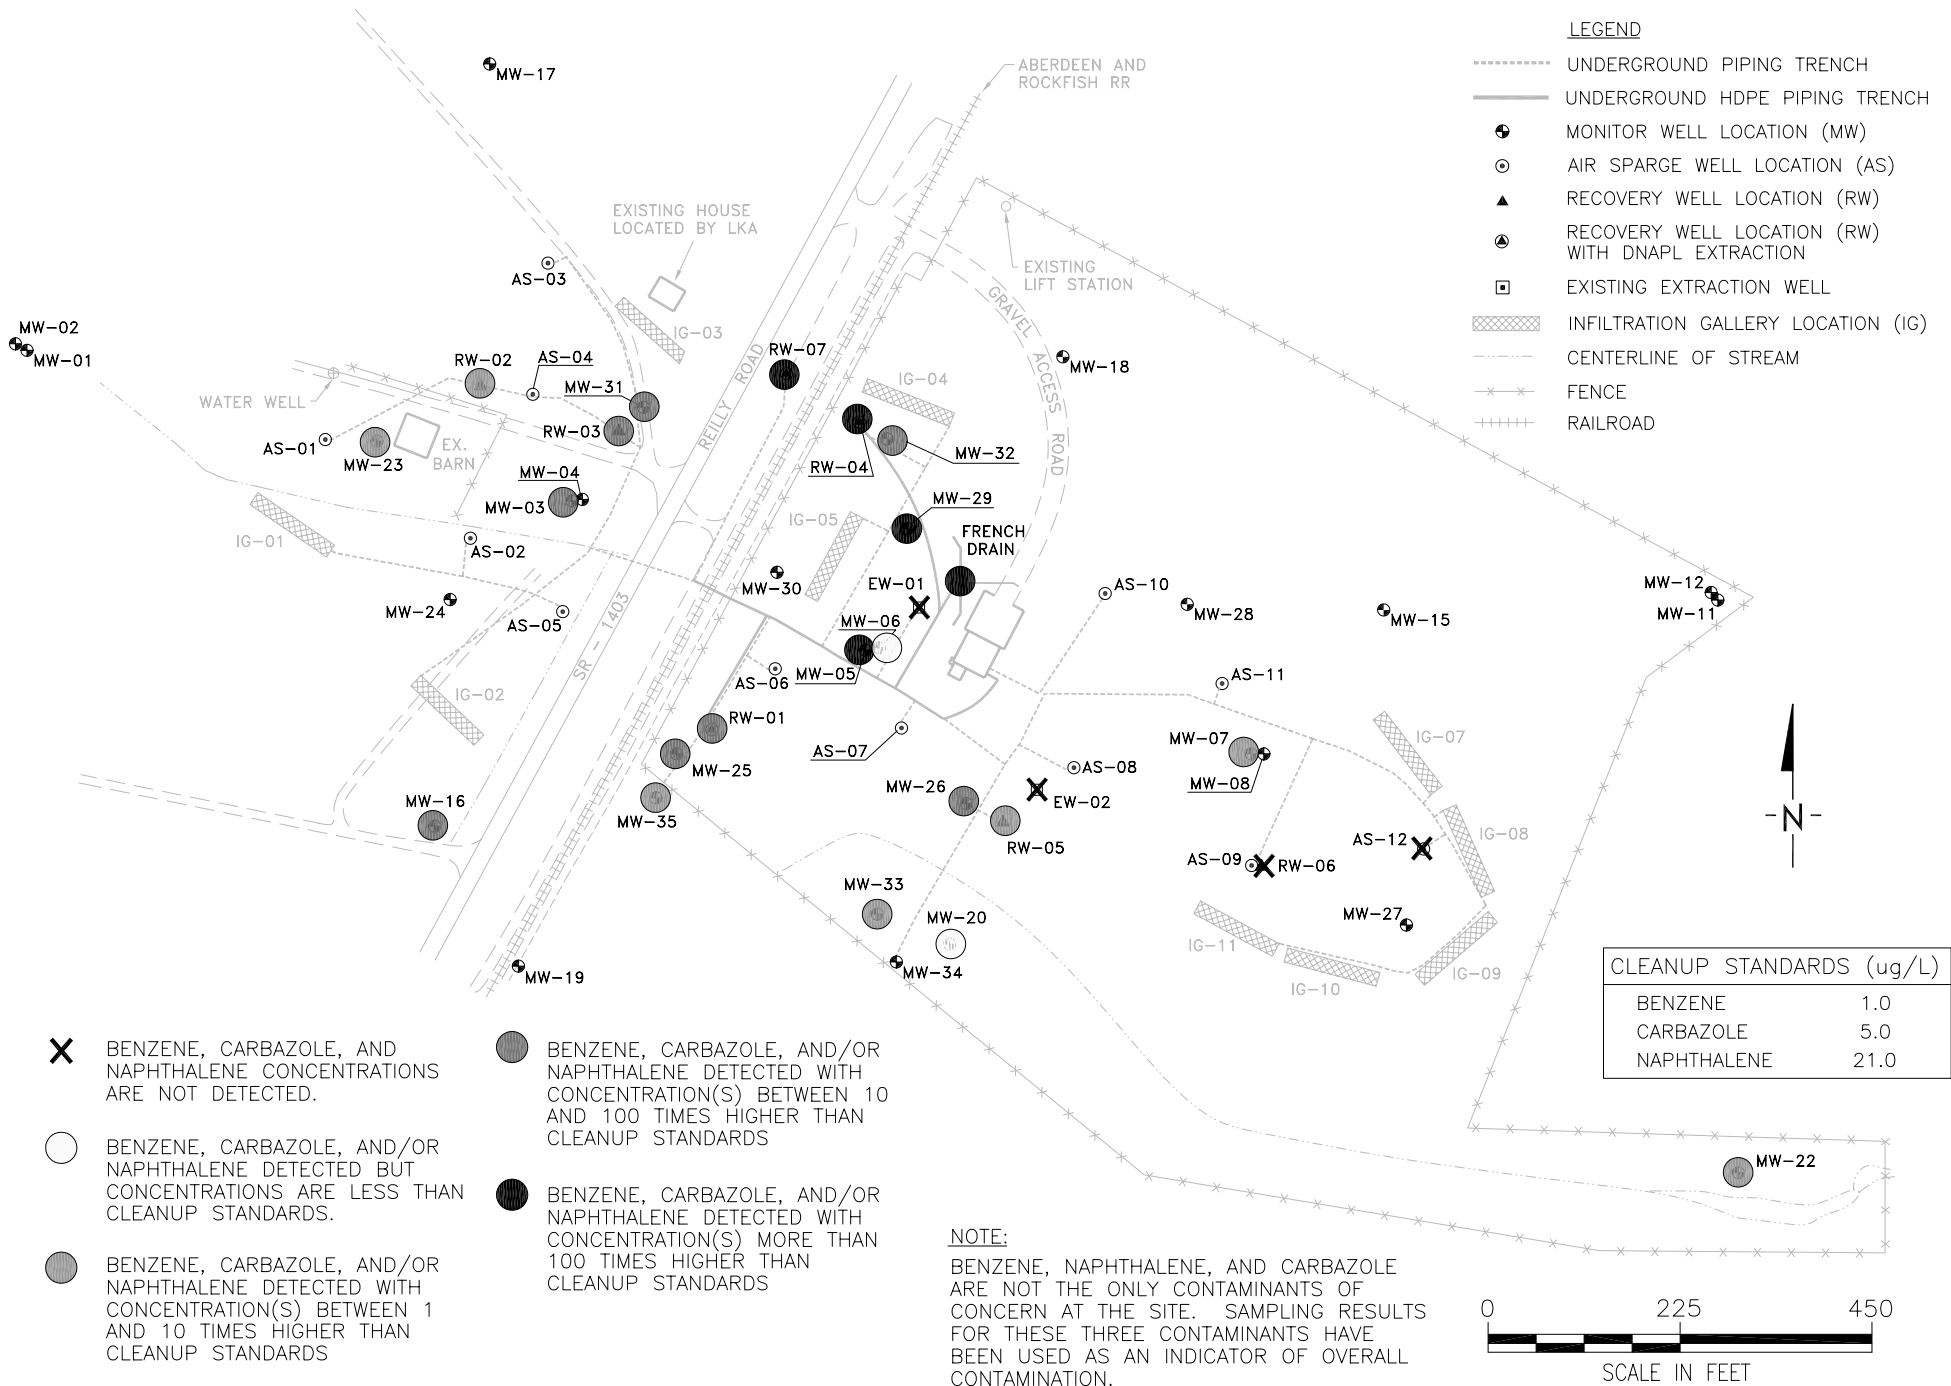 MW-17
ABERDEEN AND
ROCKFISH RR
LEGEND
UNDERGROUND PIPING TRENCH
UNDERGROUND HDPE PIPING TRENCH
MONITOR WELL LOCATION (MW)
AIR SPARGE WELL LOCATION (AS)
RECOVERY WELL LOCATION (RW)
RECOVERY WELL LOCATION (RW)
WITH DNAPL EXTRACTION
EXISTING EXTRACTION WELL
INFILTRATION GALLERY LOCATION (IG)
CENTERLINE OF STREAM
FENCE
RAILROAD
EXISTING HOUSE
LOCATED BY LKA
AS-03
EXISTING
LIFT STATION
GRAVEL ACCESS ROAD
MW-02
MW-01
IG-03
RW-02
AS-04
RW-07
MW-18
MW-31
IG-04
WATER WELL
REILLY ROAD
RW-03
AS-01
MW-23
EX.
BARN
RW-04
MW-32
MW-04
MW-03
MW-29
IG-01
IG-05
FRENCH
DRAIN
AS-02
MW-30
EW-01
AS-10
MW-12
MW-11
MW-24
AS-05
MW-28
MW-15
SR - 1403
MW-06
MW-05
AS-06
AS-11
IG-02
RW-01
AS-07
MW-07
IG-07
MW-25
AS-08
MW-08
MW-26
EW-02
-N-
MW-16
MW-35
RW-05
AS-12
IG-08
AS-09
RW-06
MW-33
MW-20
MW-27
IG-11
MW-34
MW-19
IG-10
IG-09
CLEANUP STANDARDS (ug/L)
BENZENE 1.0
CARBAZOLE 5.0
NAPHTHALENE 21.0
BENZENE, CARBAZOLE, AND
NAPHTHALENE CONCENTRATIONS
ARE NOT DETECTED.
BENZENE, CARBAZOLE, AND/OR
NAPHTHALENE DETECTED BUT
CONCENTRATIONS ARE LESS THAN
CLEANUP STANDARDS.
BENZENE, CARBAZOLE, AND/OR
NAPHTHALENE DETECTED WITH
CONCENTRATION(S) BETWEEN 1
AND 10 TIMES HIGHER THAN
CLEANUP STANDARDS
BENZENE, CARBAZOLE, AND/OR
NAPHTHALENE DETECTED WITH
CONCENTRATION(S) BETWEEN 10
AND 100 TIMES HIGHER THAN
CLEANUP STANDARDS
BENZENE, CARBAZOLE, AND/OR
NAPHTHALENE DETECTED WITH
CONCENTRATION(S) MORE THAN
100 TIMES HIGHER THAN
CLEANUP STANDARDS
MW-22
NOTE:
BENZENE, NAPHTHALENE, AND CARBAZOLE
ARE NOT THE ONLY CONTAMINANTS OF
CONCERN AT THE SITE. SAMPLING RESULTS
FOR THESE THREE CONTAMINANTS HAVE
BEEN USED AS AN INDICATOR OF OVERALL
CONTAMINATION.
0 225 450
SCALE IN FEET